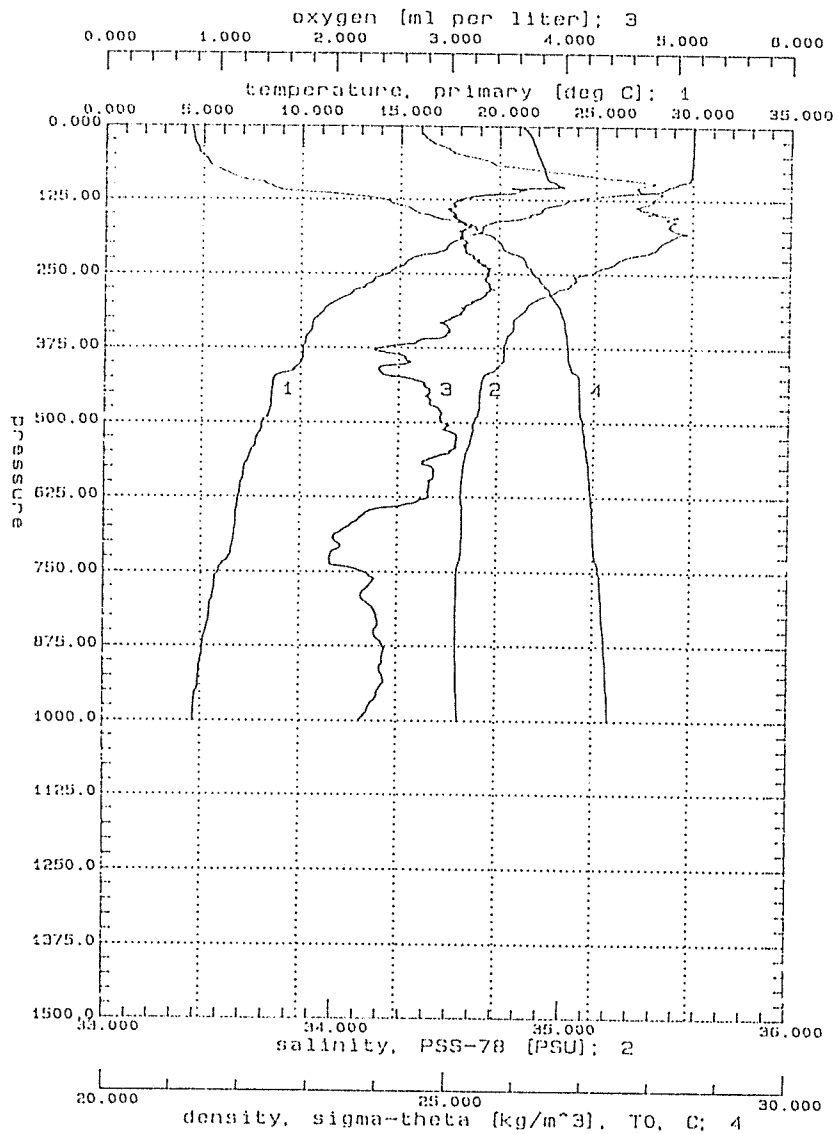 oxygen [ml per liter]; 3
0.000 1.000 2.000 3.000 4.000 5.000 6.000
temperature, primary [deg C]; 1
0.000 5.000 10.000 15.000 20.000 25.000 30.000 35.000
0.000
125.00
250.00
375.00
1 3 2 4
500.00
pressure
625.00
750.00
875.00
1000.0
1125.0
1250.0
1375.0
1500.0
33.000 34.000 35.000 36.000
salinity, PSS-78 [PSU]; 2
20.000 25.000 30.000
density, sigma-theta [kg/m^3], T0, C; 4